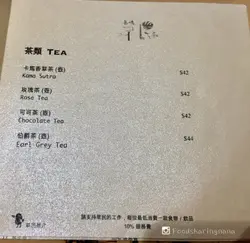 茶類 TEA
卡瑪香草茶 (壺) $42
Kama Sutra
玫瑰茶 (壺) $42
Rose Tea
可可茶 (壺) $42
Chocolate Tea
伯爵茶 (壺) $44
Earl Grey Tea
10% 服務費
Foodsharingmenu